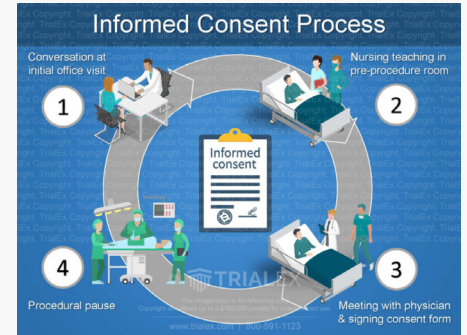 Informed Consent Process
Conversation at
initial office visit
1
Nursing teaching in
pre-procedure room
2
Informed
consent
4
Procedural pause
TRIALEX
3
Meeting with physician
& signing consent form
www.trialex.com | 800-591-1123